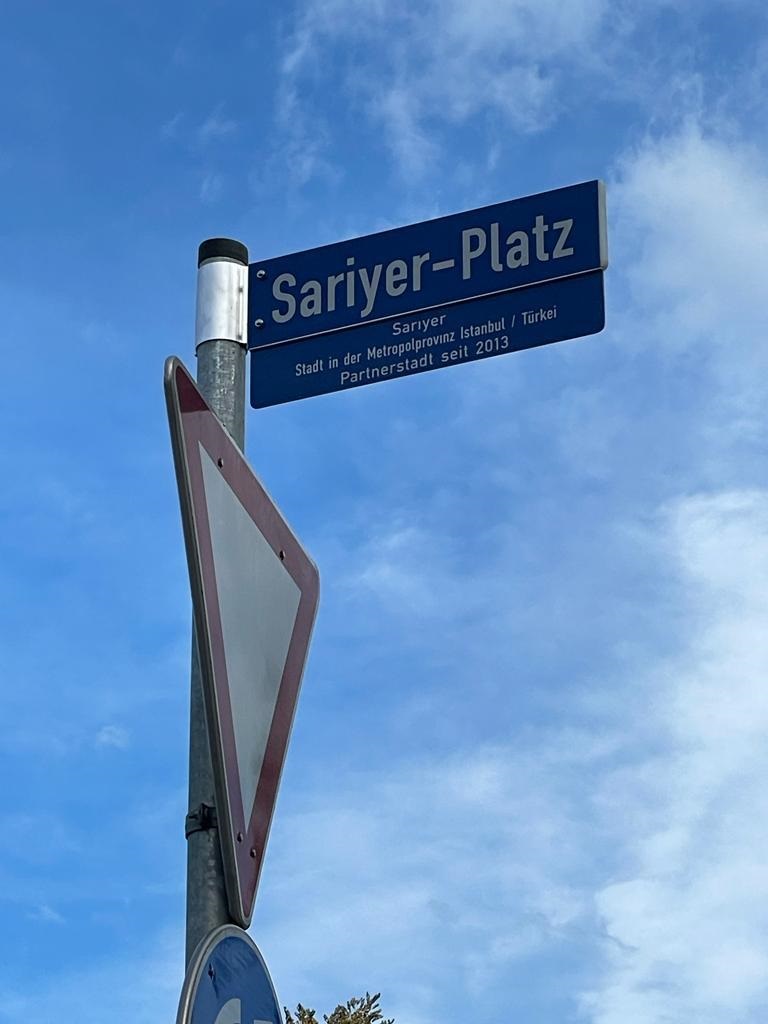 Sariyer-Platz
Sarıyer
Stadt in der Metropolprovinz Istanbul / Türkei
Partnerstadt seit 2013